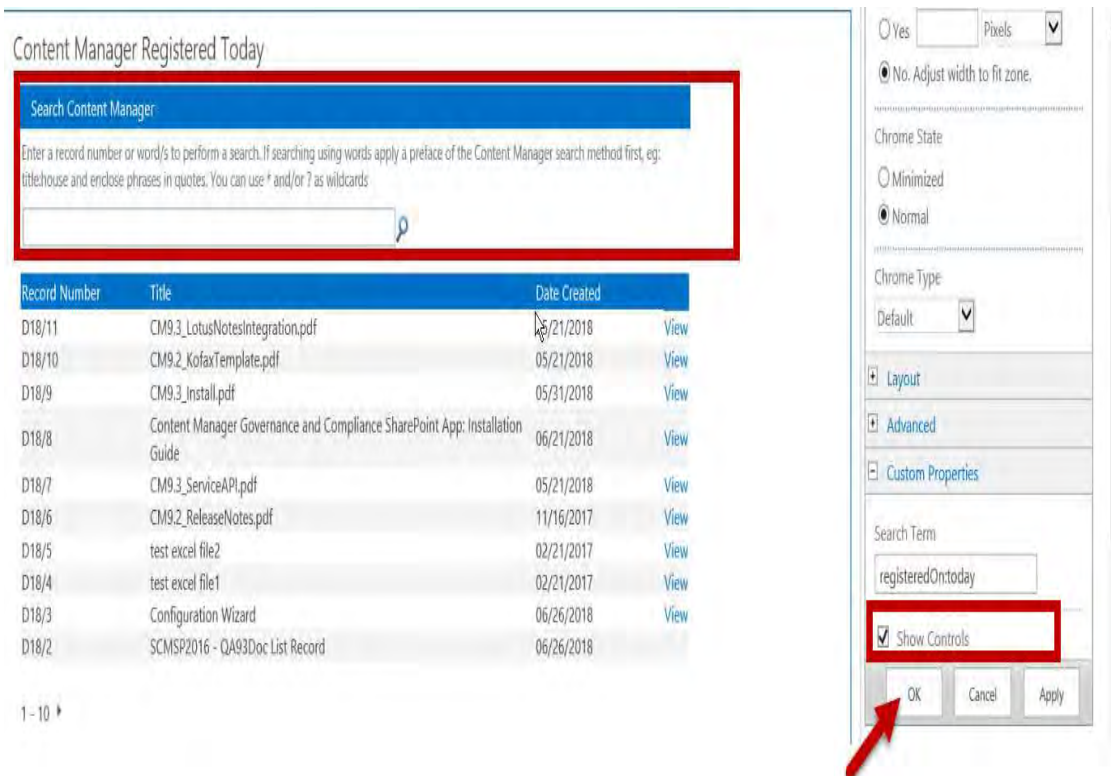 Content Manager Registered Today
Search Content Manager
Enter a record number or word/s to perform a search. If searching using words apply a preface of the Content Manager search method first, eg:
title:house and enclose phrases in quotes. You can use * and/or ? as wildcards
Record Number Title Date Created
D18/11 CM9.3_LotusNotesIntegration.pdf 5/21/2018 View
D18/10 CM9.2_KofaxTemplate.pdf 05/21/2018 View
D18/9 CM9.3_Install.pdf 05/31/2018 View
D18/8 Content Manager Governance and Compliance SharePoint App: Installation
Guide 06/21/2018 View
D18/7 CM9.3_ServiceAPI.pdf 05/21/2018 View
D18/6 CM9.2_ReleaseNotes.pdf 11/16/2017 View
D18/5 test excel file2 02/21/2017 View
D18/4 test excel file1 02/21/2017 View
D18/3 Configuration Wizard 06/26/2018 View
D18/2 SCMSP2016 - QA93Doc List Record 06/26/2018
1 - 10
Yes Pixels
No. Adjust width to fit zone.
Chrome State
Minimized
Normal
Chrome Type
Default
Layout
Advanced
Custom Properties
Search Term
registeredOn:today
Show Controls
OK Cancel Apply